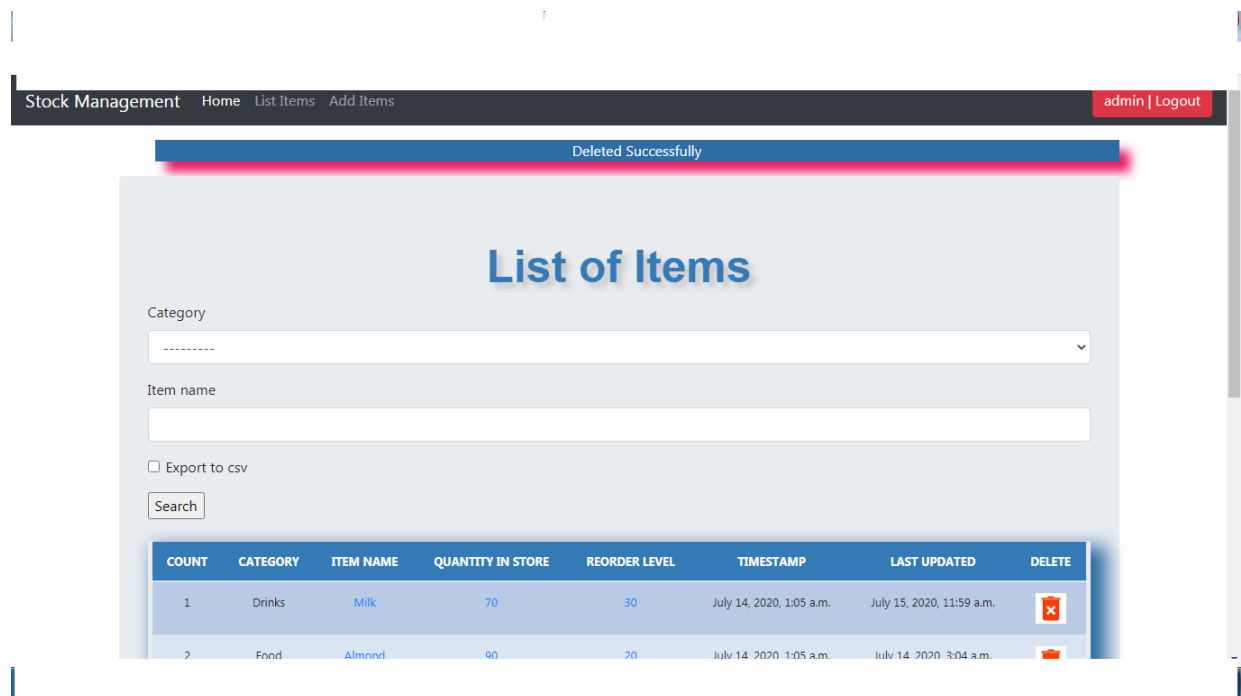 Stock Management Home List Items Add Items admin | Logout
Deleted Successfully
List of Items
Category
---------
Item name
Export to csv
Search
COUNT CATEGORY ITEM NAME QUANTITY IN STORE REORDER LEVEL TIMESTAMP LAST UPDATED DELETE
1 Drinks Milk 70 30 July 14, 2020, 1:05 a.m. July 15, 2020, 11:59 a.m.
2 Food Almond 90 20 July 14, 2020, 1:05 a.m. July 14, 2020, 3:04 a.m.